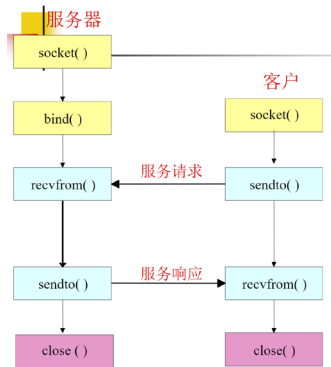 服务器
socket( )
客户
bind( )
socket( )
recvfrom( )
服务请求
sendto( )
sendto( )
服务响应
recvfrom( )
close ( )
close( )